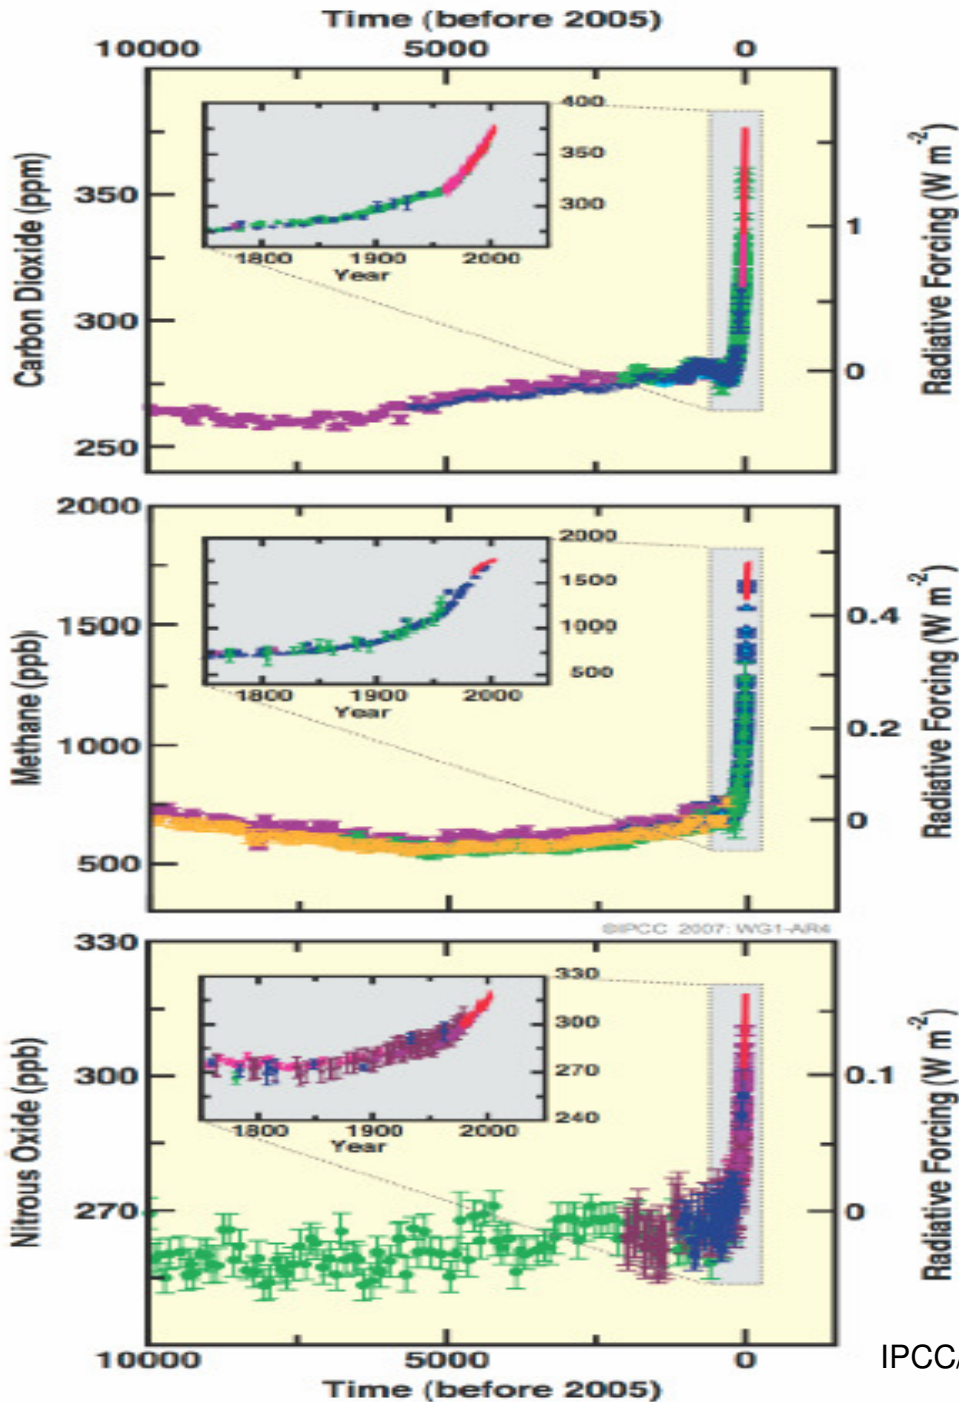 Time (before 2005)
10000 5000 0
Carbon Dioxide (ppm)
350
300
250
400
350
300
1800 1900 2000
Year
1
0
Radiative Forcing (W m-2)
Methane (ppb)
2000
1500
1000
500
2000
1500
1000
500
1800 1900 2000
Year
0.4
0.2
0
Radiative Forcing (W m-2)
©IPCC 2007: WG1-AR4
Nitrous Oxide (ppb)
330
300
270
330
300
270
240
1800 1900 2000
Year
0.1
0
Radiative Forcing (W m-2)
10000 5000 0
Time (before 2005)
IPCC/